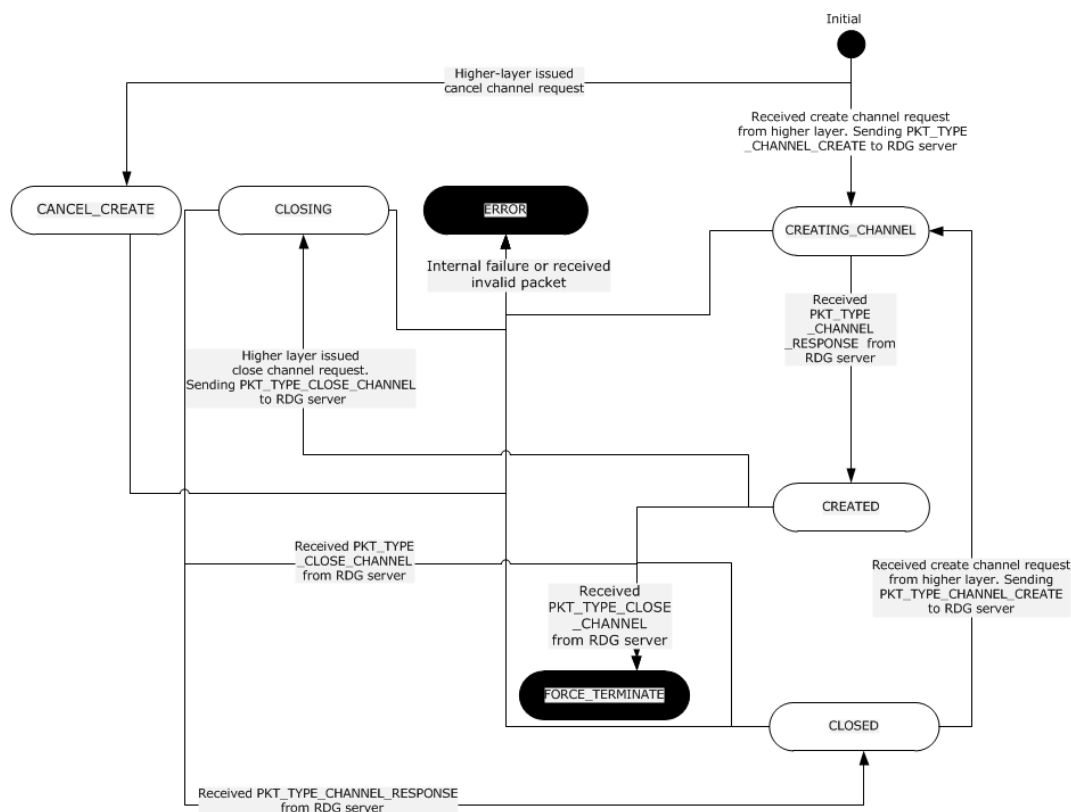 Initial
Higher-layer issued
cancel channel request
Received create channel request
from higher layer. Sending PKT_TYPE
_CHANNEL_CREATE to RDG server
CANCEL_CREATE
CLOSING
ERROR
CREATING_CHANNEL
Internal failure or received
invalid packet
Received
PKT_TYPE
_CHANNEL
_RESPONSE from
RDG server
Higher layer issued
close channel request.
Sending PKT_TYPE_CLOSE_CHANNEL
to RDG server
CREATED
Received PKT_TYPE
_CLOSE_CHANNEL
from RDG server
Received create channel request
from higher layer. Sending
PKT_TYPE_CHANNEL_CREATE
to RDG server
Received
PKT_TYPE_CLOSE
_CHANNEL
from RDG server
FORCE_TERMINATE
CLOSED
Received PKT_TYPE_CHANNEL_RESPONSE
from RDG server